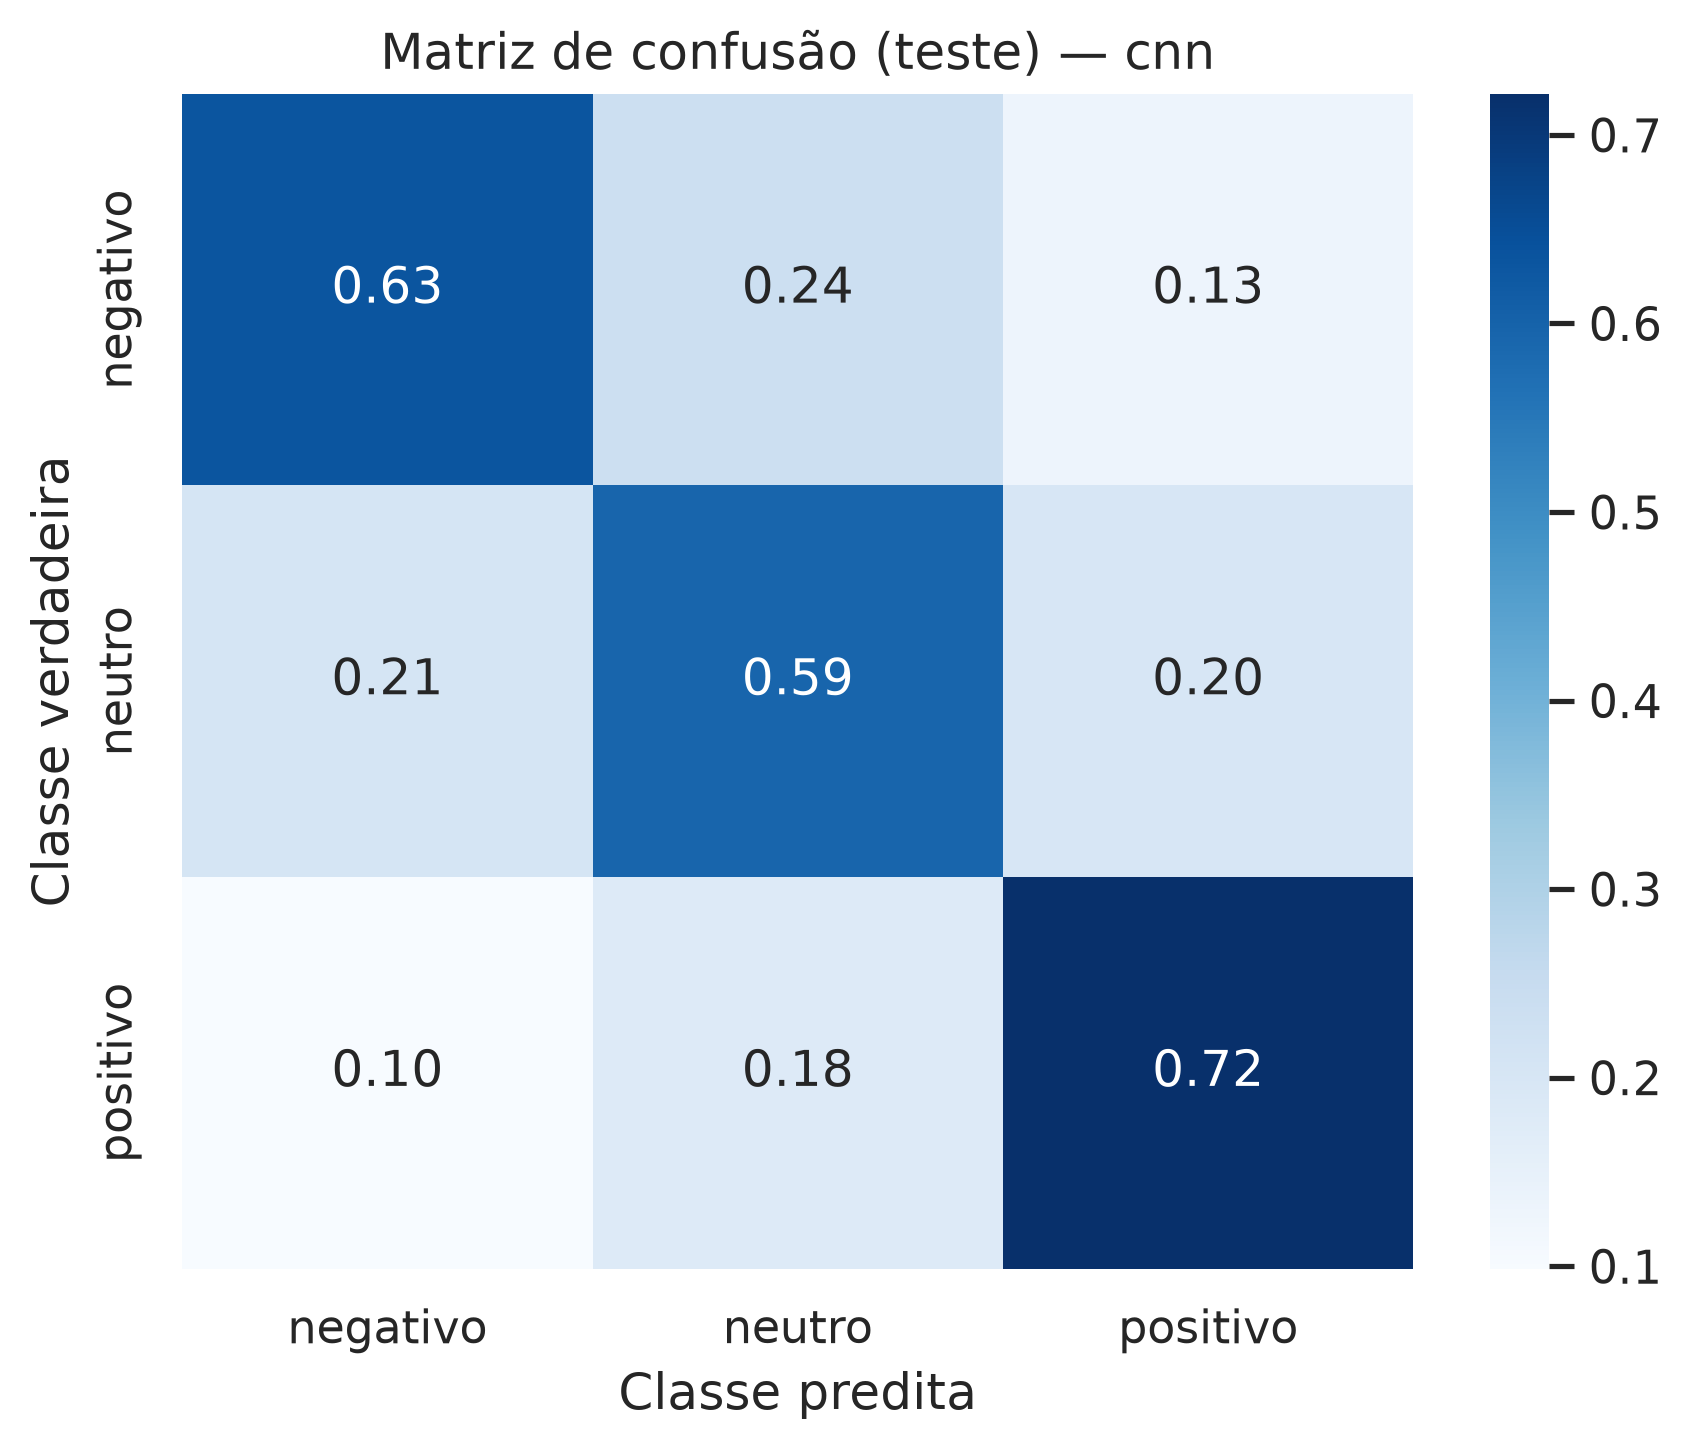 Matriz de confusão (teste) — cnn
Classe verdadeira
negativo
0.63 0.24 0.13
neutro
0.21 0.59 0.20
positivo
0.10 0.18 0.72
negativo neutro positivo
Classe predita
0.7
0.6
0.5
0.4
0.3
0.2
0.1